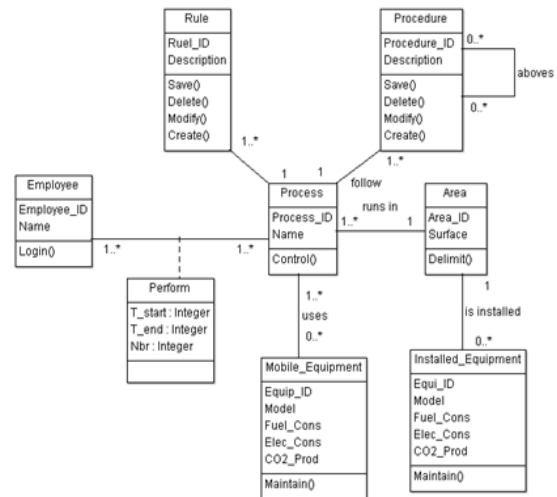 Rule
Ruel_ID
Description
Save()
Delete()
Modify()
Create()
1..*
1
Procedure
Procedure_ID
Description
Save()
Delete()
Modify()
Create()
0..*
aboves
0..*
1..*
1
follow
Employee
Employee_ID
Name
Login()
1..*
1..*
Perform
T_start : Integer
T_end : Integer
Nbr : Integer
Process
Process_ID
Name
Control()
runs in
1..*
1
Area
Area_ID
Surface
Delimit()
1
is installed
0..*
1..*
uses
0..*
Mobile_Equipment
Equip_ID
Model
Fuel_Cons
Elec_Cons
CO2_Prod
Maintain()
Installed_Equipment
Equi_ID
Model
Fuel_Cons
Elec_Cons
CO2_Prod
Maintain()